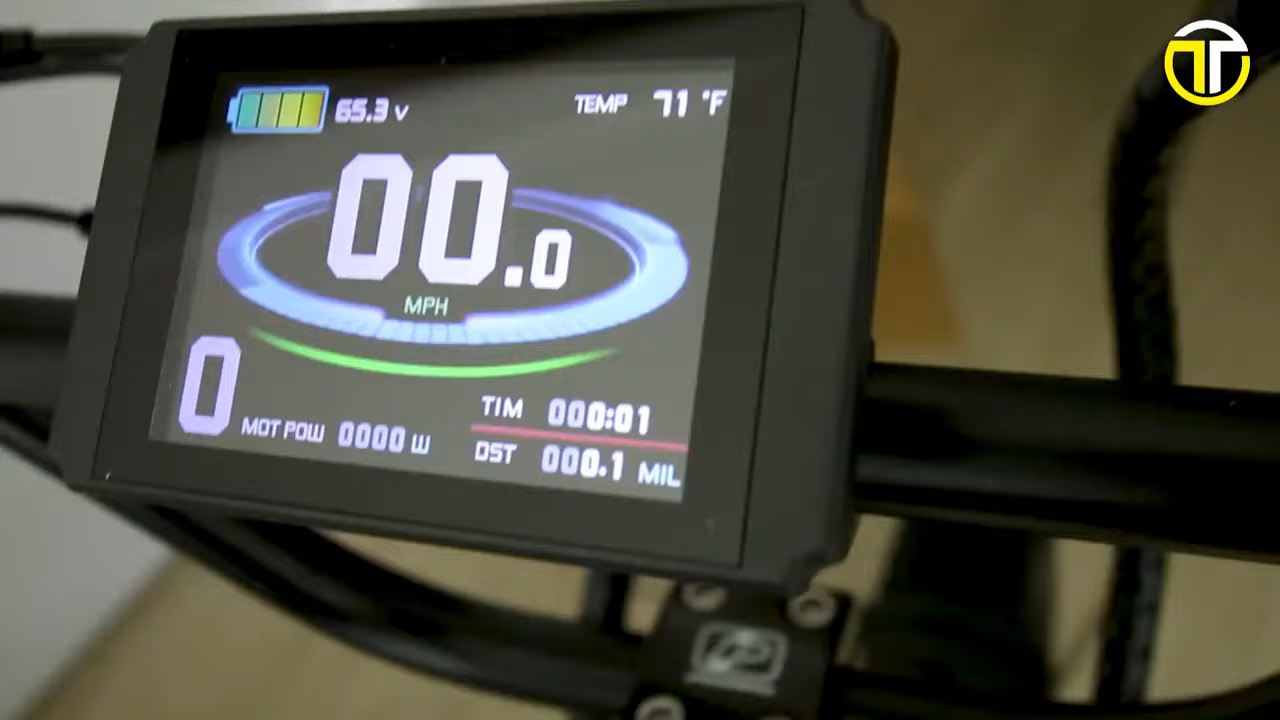 65.3 V
TEMP 71 °F
00.0
MPH
0
MOT POW 0000 W
TIM 000:01
DST 000.1 MIL